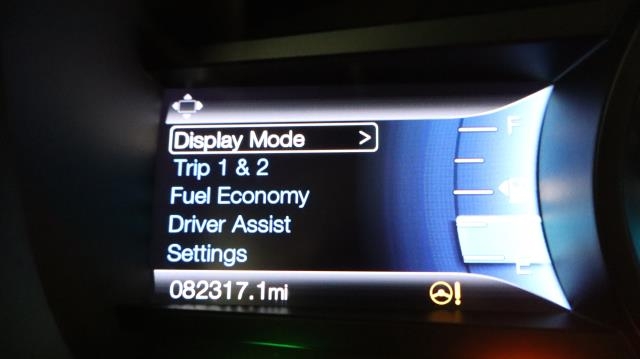 Display Mode >
Trip 1 & 2
Fuel Economy
Driver Assist
Settings
082317.1mi
!
F
E